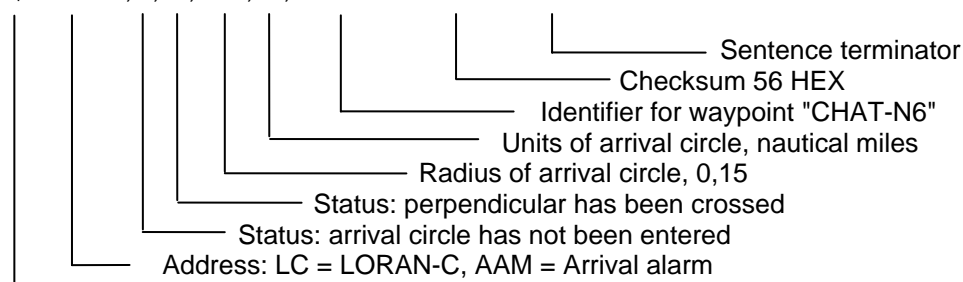 Sentence terminator
Checksum 56 HEX
Identifier for waypoint "CHAT-N6"
Units of arrival circle, nautical miles
Radius of arrival circle, 0,15
Status: perpendicular has been crossed
Status: arrival circle has not been entered
Address: LC = LORAN-C, AAM = Arrival alarm